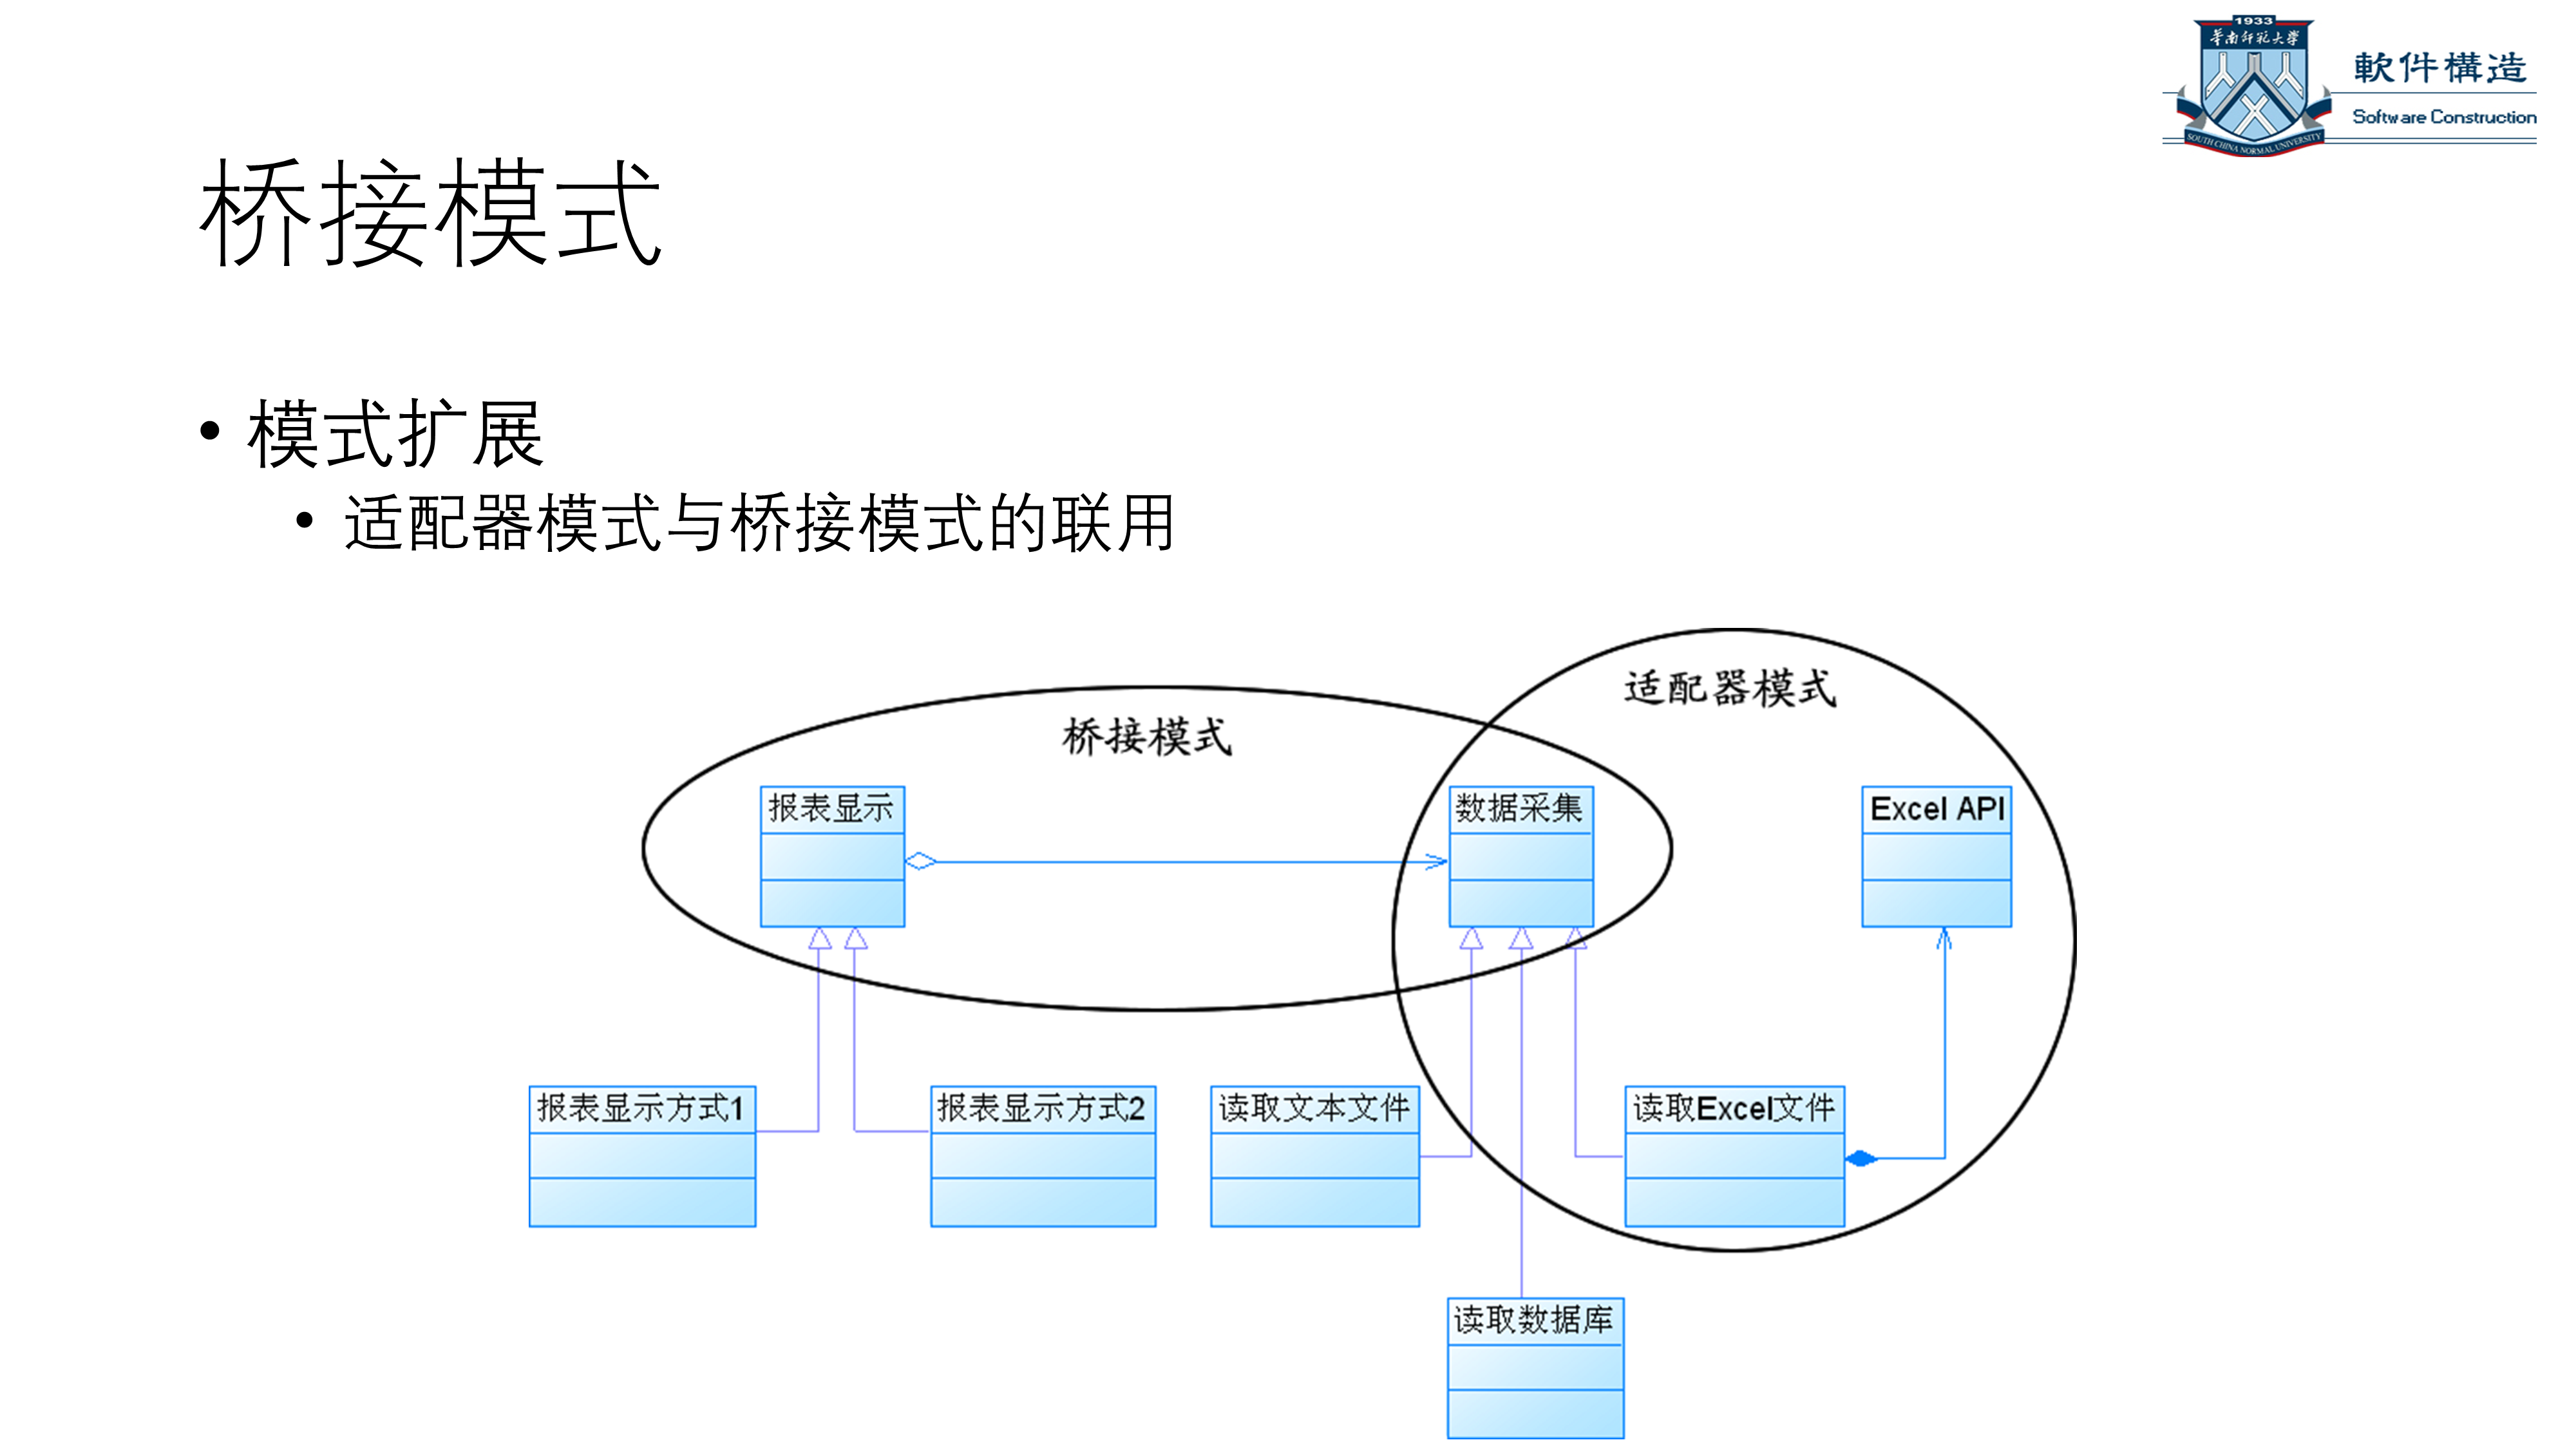 1933
华南师范大学
SOUTH CHINA NORMAL UNIVERSITY
軟件構造
Software Construction
桥接模式
• 模式扩展
• 适配器模式与桥接模式的联用
适配器模式
桥接模式
报表显示
数据采集
Excel API
报表显示方式1
报表显示方式2
读取文本文件
读取Excel文件
读取数据库